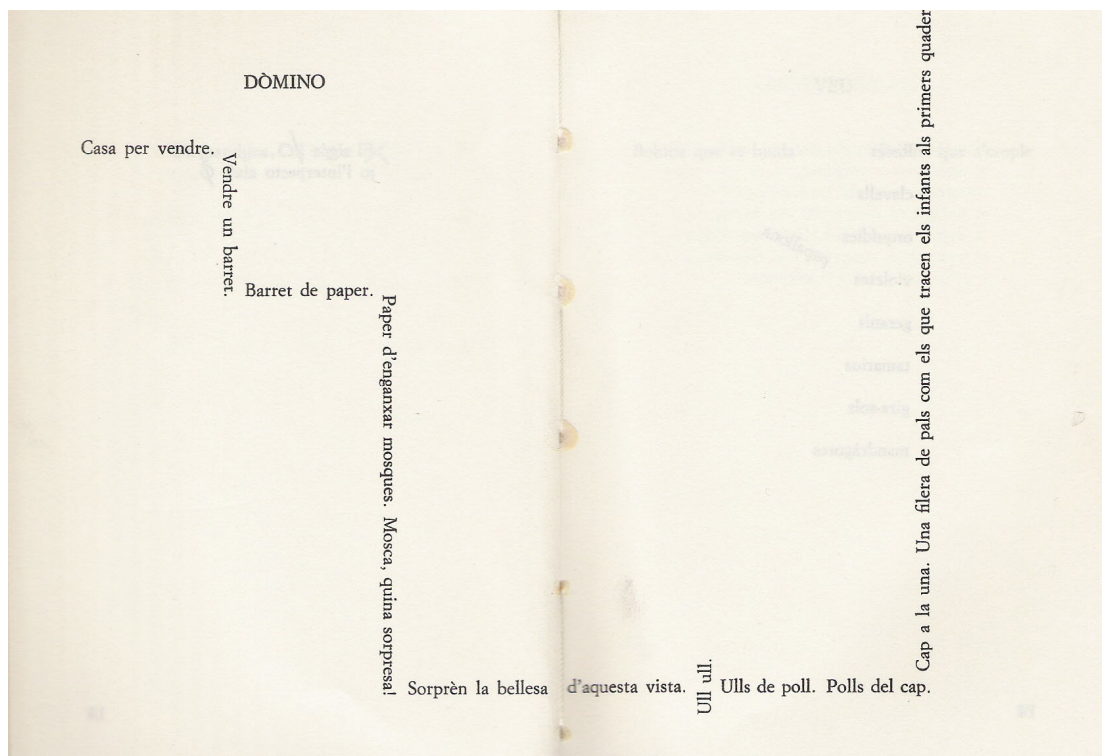 DÒMINO
Casa per vendre.
Vendre un barret.
Barret de paper.
Paper d'enganxar mosques. Mosca, quina sorpresa!
Sorprèn la bellesa d'aquesta vista.
Ull ull.
Ulls de poll. Polls del cap.
Cap a la una. Una filera de pals com els que tracen els infants als primers quader